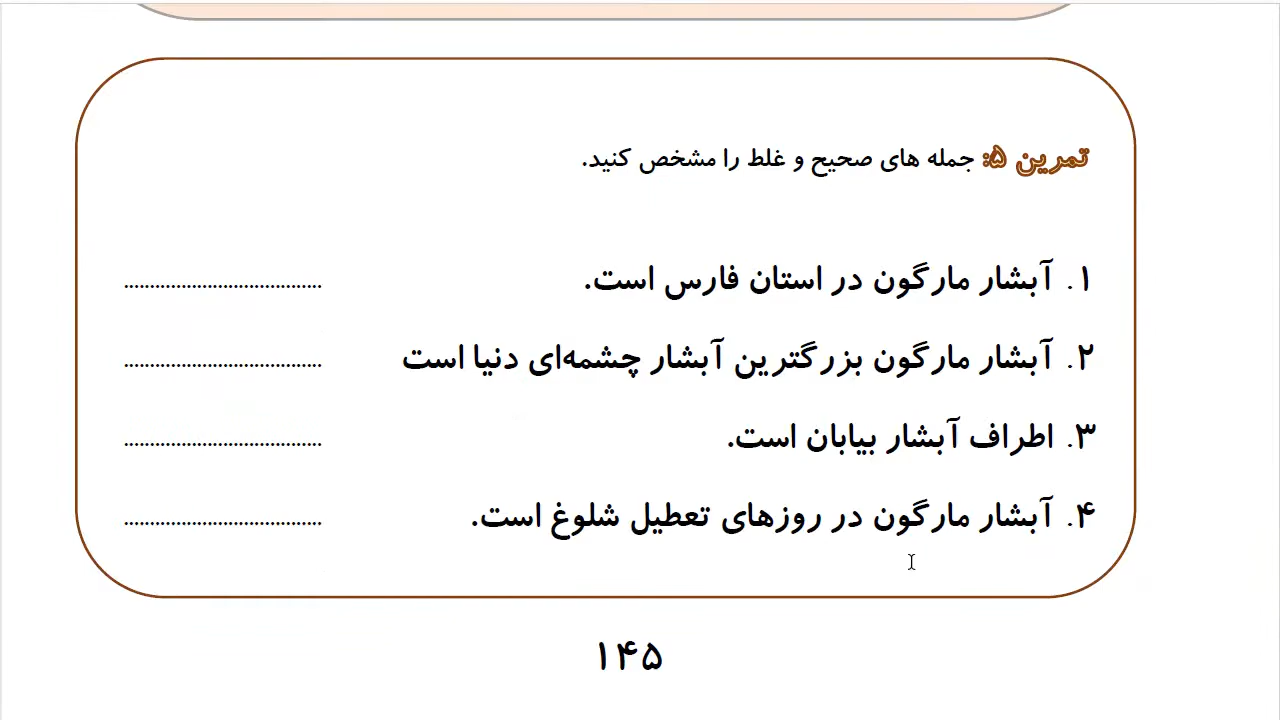 تمرین ۵: جمله های صحیح و غلط را مشخص کنید.
۱. آبشار مارگون در استان فارس است. ......................................
۲. آبشار مارگون بزرگترین آبشار چشمه‌ای دنیا است ......................................
۳. اطراف آبشار بیابان است. ......................................
۴. آبشار مارگون در روزهای تعطیل شلوغ است. ......................................
۱۴۵